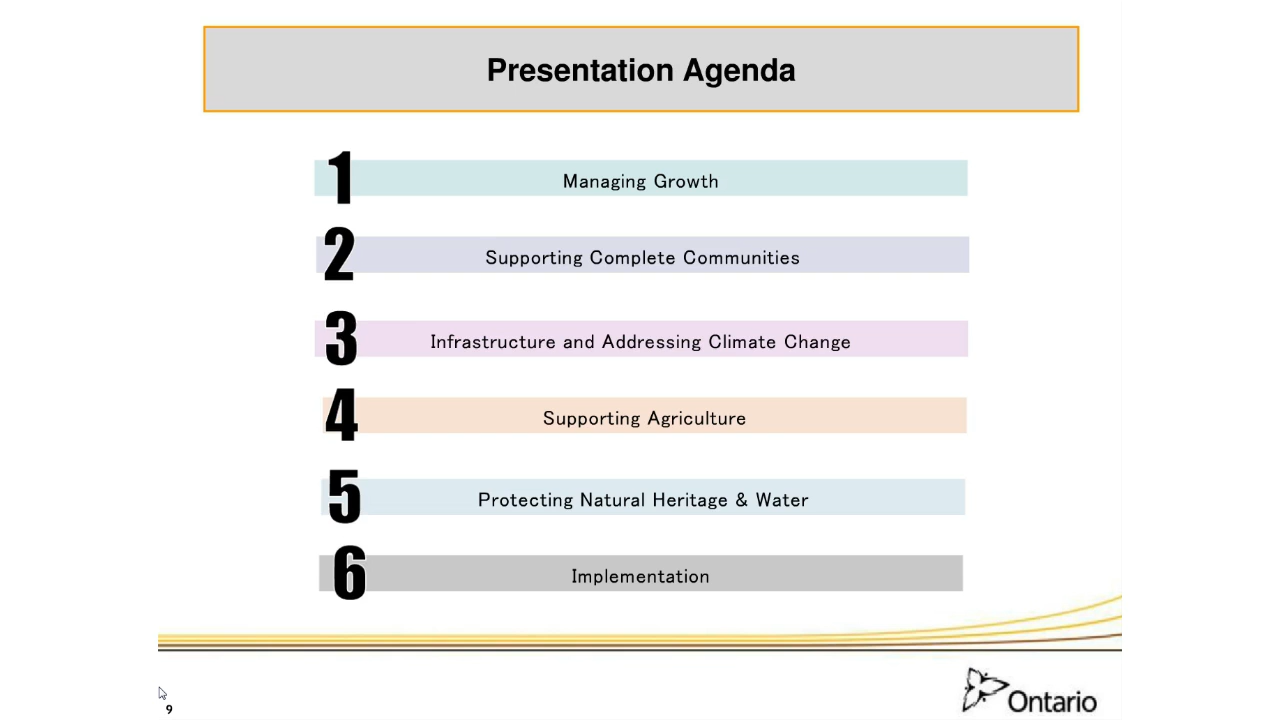 Presentation Agenda
1 Managing Growth
2 Supporting Complete Communities
3 Infrastructure and Addressing Climate Change
4 Supporting Agriculture
5 Protecting Natural Heritage & Water
6 Implementation
9
Ontario